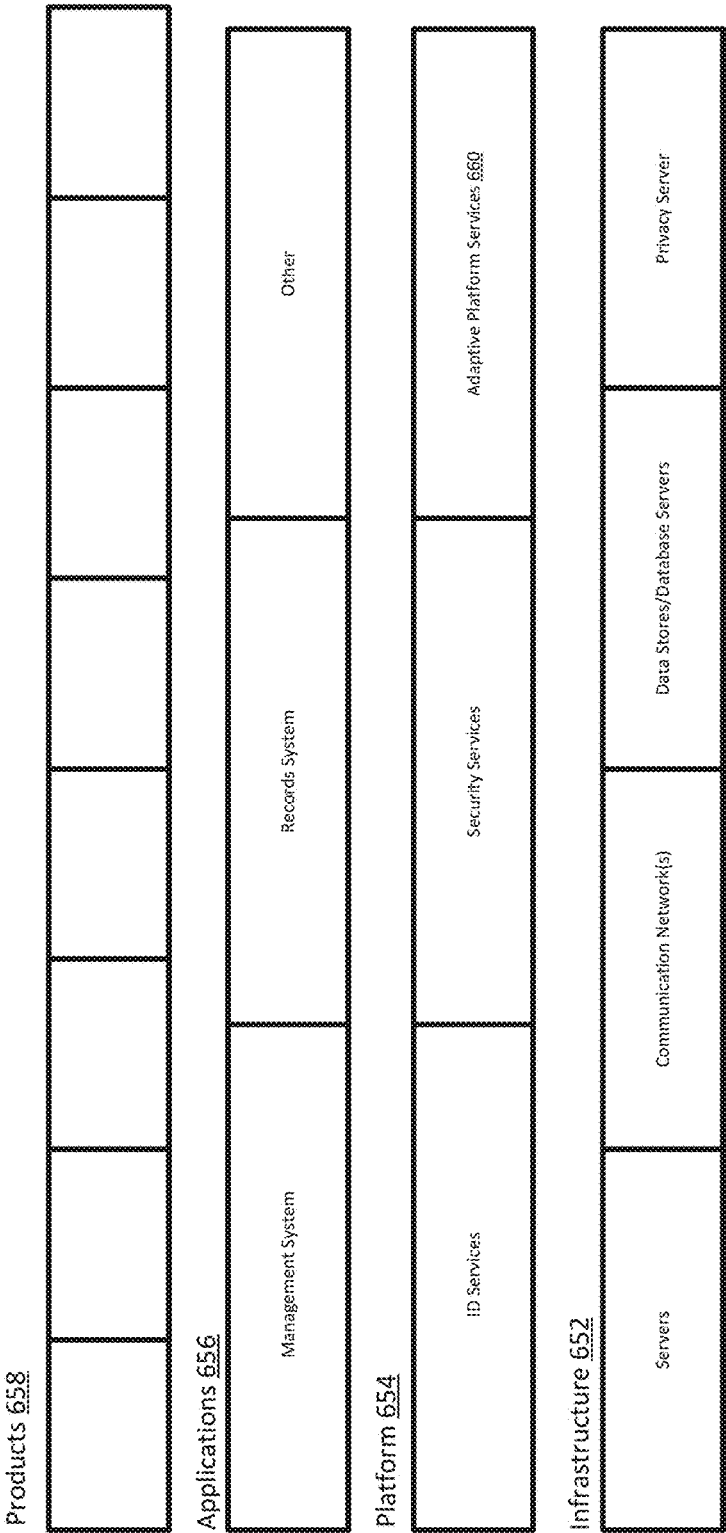 Products 658
Applications 656
Management System
Records System
Other
Platform 654
ID Services
Security Services
Adaptive Platform Services 660
Infrastructure 652
Servers
Communication Network(s)
Data Stores/Database Servers
Privacy Server